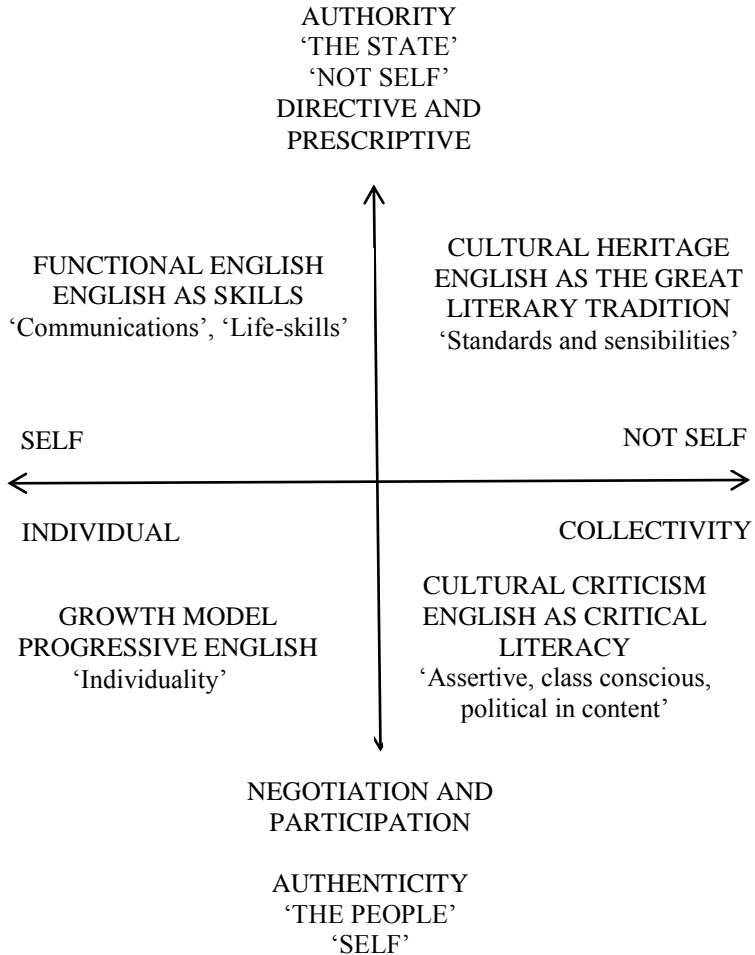 AUTHORITY
‘THE STATE’
‘NOT SELF’
DIRECTIVE AND
PRESCRIPTIVE
FUNCTIONAL ENGLISH
ENGLISH AS SKILLS
‘Communications’, ‘Life-skills’
CULTURAL HERITAGE
ENGLISH AS THE GREAT
LITERARY TRADITION
‘Standards and sensibilities’
SELF
NOT SELF
INDIVIDUAL
COLLECTIVITY
GROWTH MODEL
PROGRESSIVE ENGLISH
‘Individuality’
CULTURAL CRITICISM
ENGLISH AS CRITICAL
LITERACY
‘Assertive, class conscious,
political in content’
NEGOTIATION AND
PARTICIPATION
AUTHENTICITY
‘THE PEOPLE’
‘SELF’